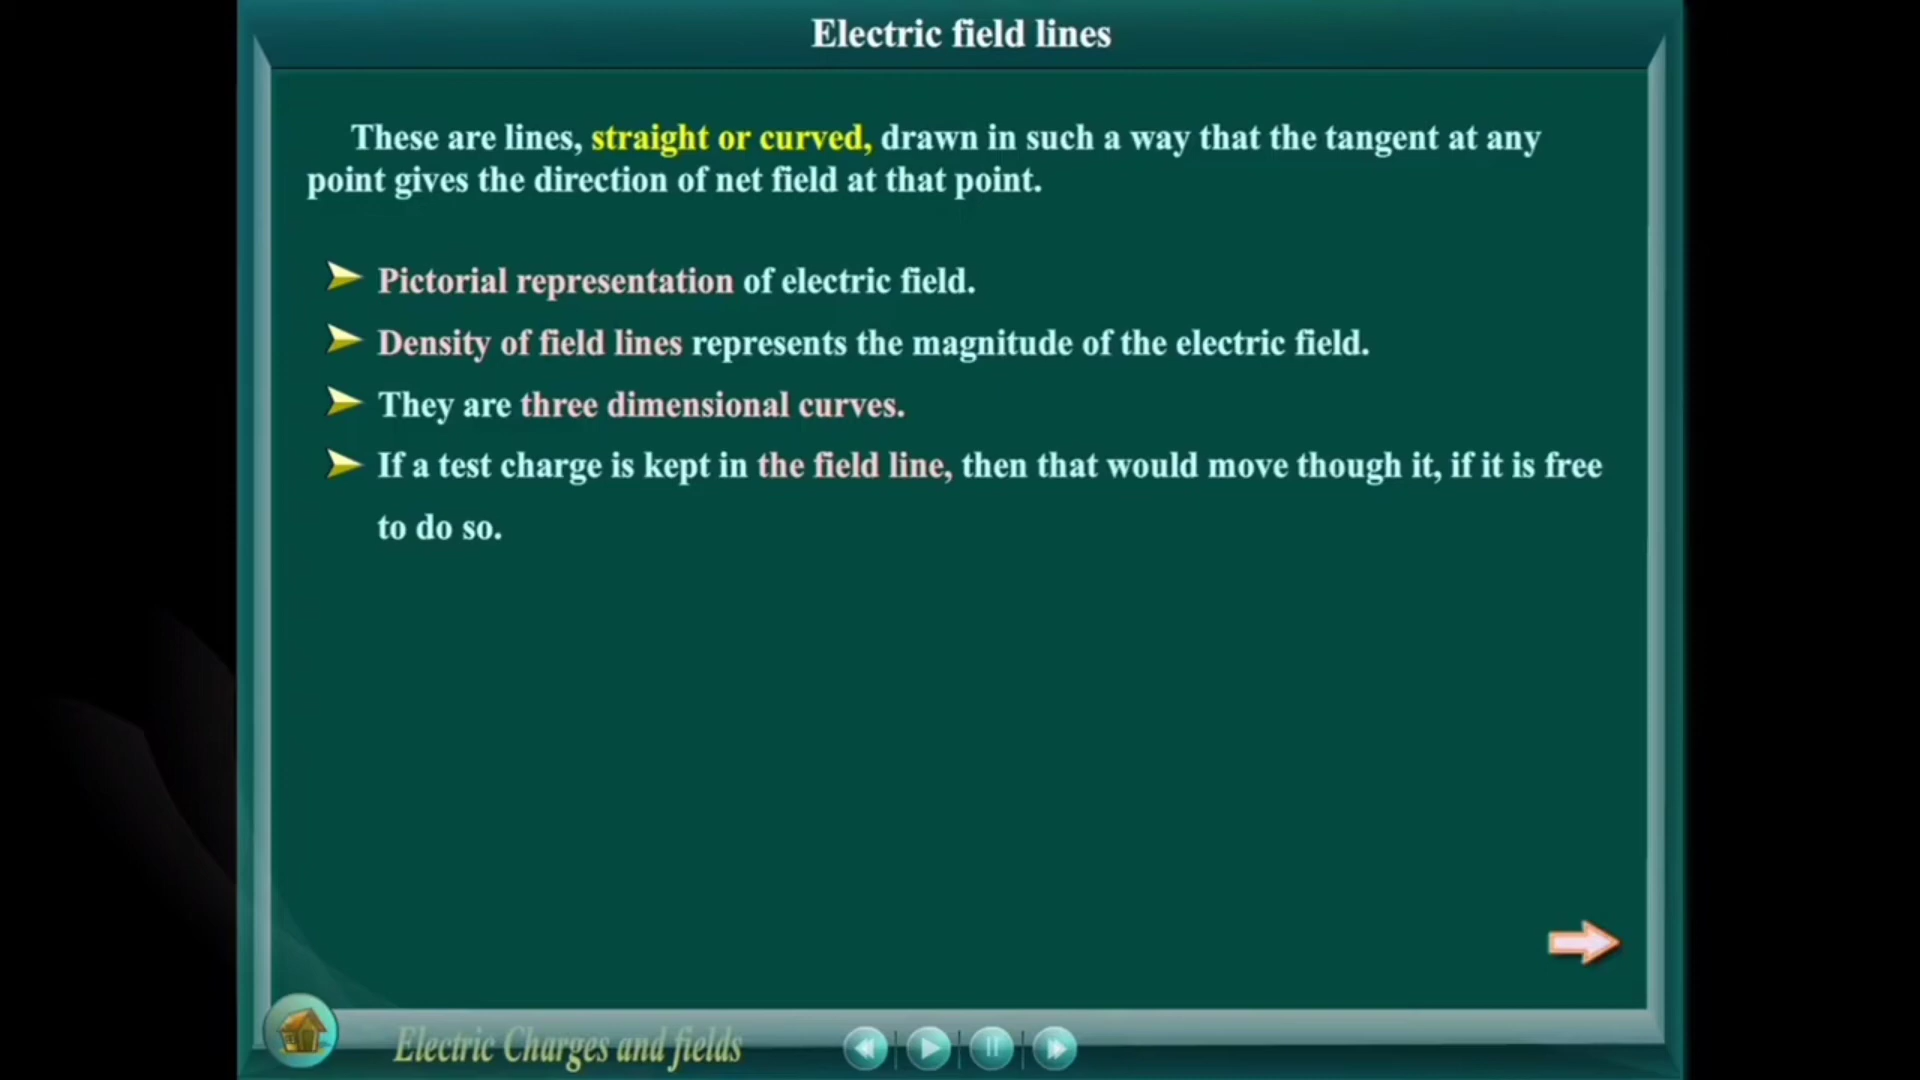 Electric field lines
These are lines, straight or curved, drawn in such a way that the tangent at any
point gives the direction of net field at that point.
Pictorial representation of electric field.
Density of field lines represents the magnitude of the electric field.
They are three dimensional curves.
If a test charge is kept in the field line, then that would move though it, if it is free
to do so.
Electric Charges and fields